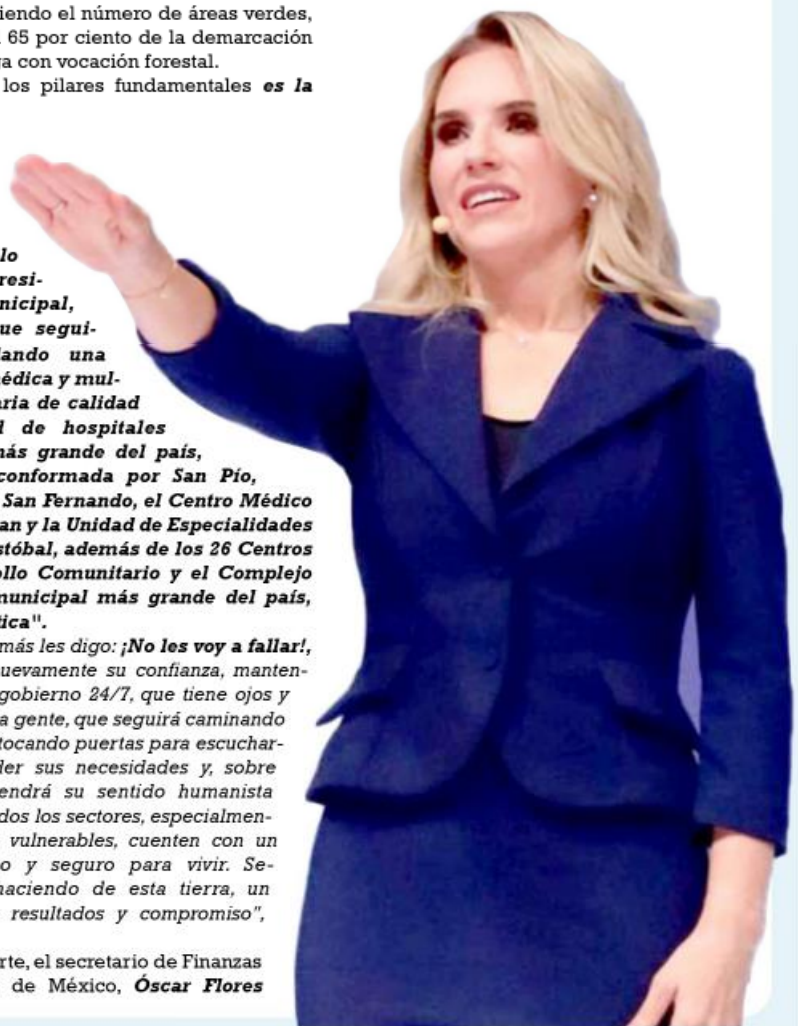 iendo el número de áreas verdes,
65 por ciento de la demarcación
a con vocación forestal.
los pilares fundamentales es la
lo
resi-
nicipal,
ue segui-
ando una
édica y mul-
aria de calidad
de hospitales
más grande del país,
conformada por San Pío,
San Fernando, el Centro Médico
an y la Unidad de Especialidades
stóbal, además de los 26 Centros
ollo Comunitario y el Complejo
municipal más grande del país,
tica".
más les digo: ¡No les voy a fallar!,
uevamente su confianza, manten-
gobierno 24/7, que tiene ojos y
a gente, que seguirá caminando
tocando puertas para escuchar-
der sus necesidades y, sobre
endrá su sentido humanista
dos los sectores, especialmen-
vulnerables, cuenten con un
o y seguro para vivir. Se-
haciendo de esta tierra, un
resultados y compromiso",
rte, el secretario de Finanzas
de México, Óscar Flores